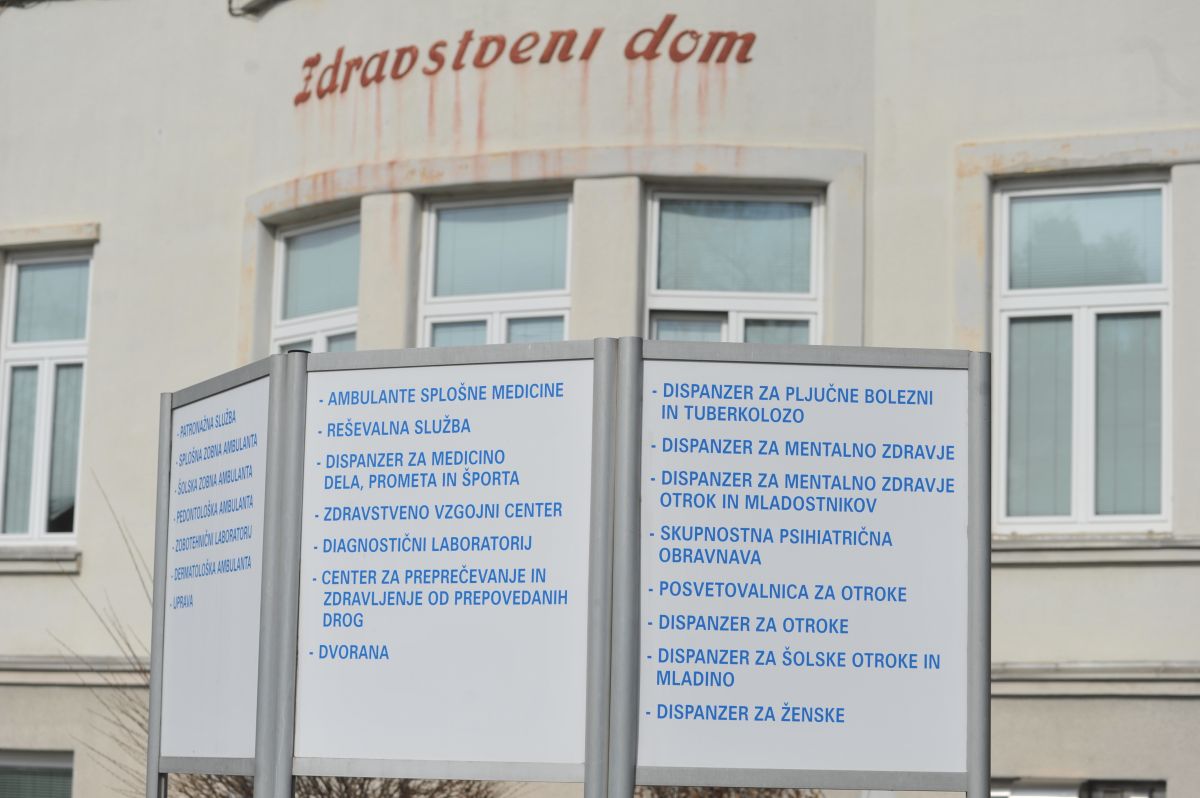 Zdravstveni dom
- PATRONAŽNA SLUŽBA
- SPLOŠNA ZOBNA AMBULANTA
- ŠOLSKA ZOBNA AMBULANTA
- PEDONTOLOŠKA AMBULANTA
- ZOBOTEHNIČNI LABORATORIJ
- DERMATOLOŠKA AMBULANTA
- UPRAVA
- AMBULANTE SPLOŠNE MEDICINE
- REŠEVALNA SLUŽBA
- DISPANZER ZA MEDICINO
DELA, PROMETA IN ŠPORTA
- ZDRAVSTVENO VZGOJNI CENTER
- DIAGNOSTIČNI LABORATORIJ
- CENTER ZA PREPREČEVANJE IN
ZDRAVLJENJE OD PREPOVEDANIH
DROG
- DVORANA
- DISPANZER ZA PLJUČNE BOLEZNI
IN TUBERKOLOZO
- DISPANZER ZA MENTALNO ZDRAVJE
- DISPANZER ZA MENTALNO ZDRAVJE
OTROK IN MLADOSTNIKOV
- SKUPNOSTNA PSIHIATRIČNA
OBRAVNAVA
- POSVETOVALNICA ZA OTROKE
- DISPANZER ZA OTROKE
- DISPANZER ZA ŠOLSKE OTROKE IN
MLADINO
- DISPANZER ZA ŽENSKE